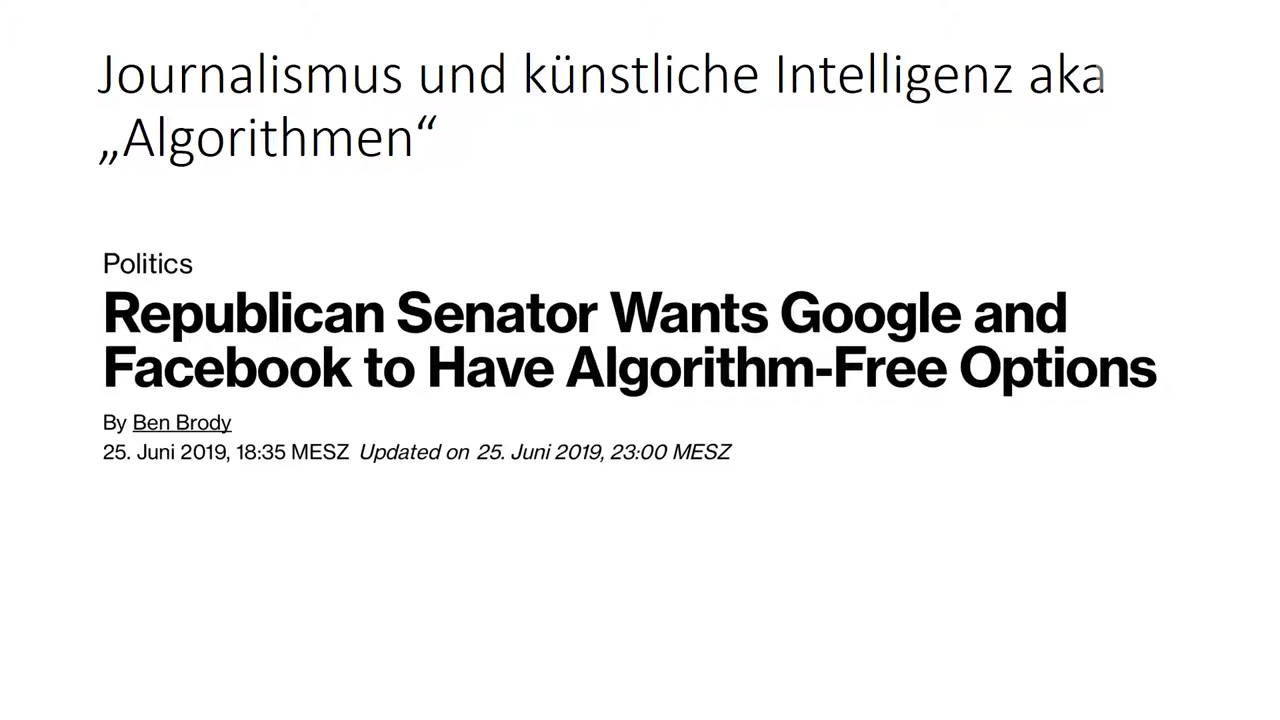 Journalismus und künstliche Intelligenz aka
„Algorithmen“
Politics
Republican Senator Wants Google and
Facebook to Have Algorithm-Free Options
By Ben Brody
25. Juni 2019, 18:35 MESZ Updated on 25. Juni 2019, 23:00 MESZ